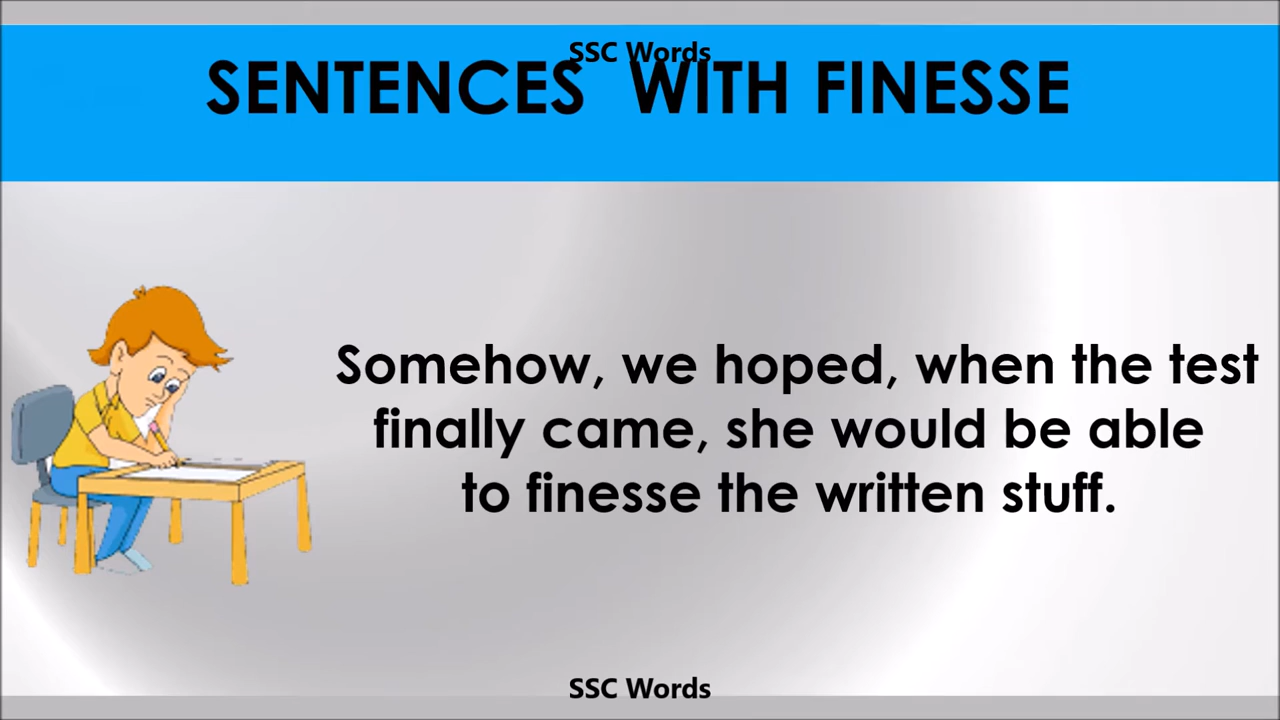 SSC Words
SENTENCES WITH FINESSE
Somehow, we hoped, when the test
finally came, she would be able
to finesse the written stuff.
SSC Words